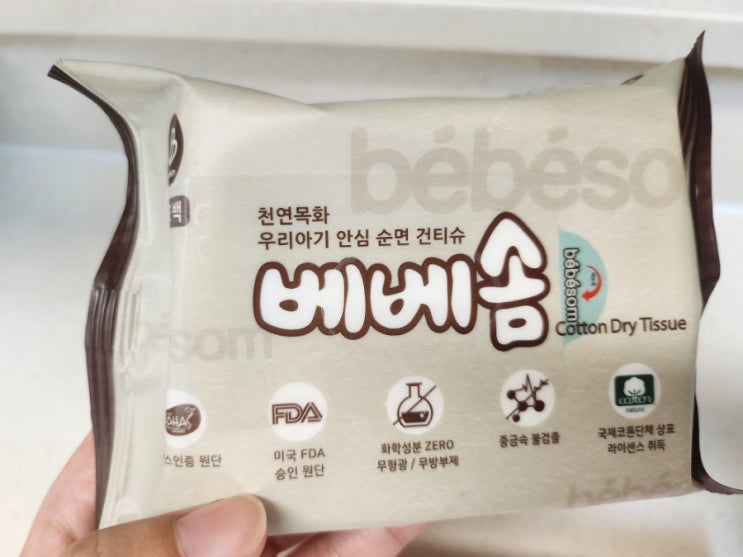 bébéso
천연목화
우리아기 안심 순면 건티슈
베베솜
bébésom
Cotton Dry Tissue
som
FDA
cotton
natural
스인증 원단
미국 FDA
승인 원단
화학성분 ZERO
무형광 / 무방부제
중금속 불검출
국제코튼단체 상표
라이센스 취득